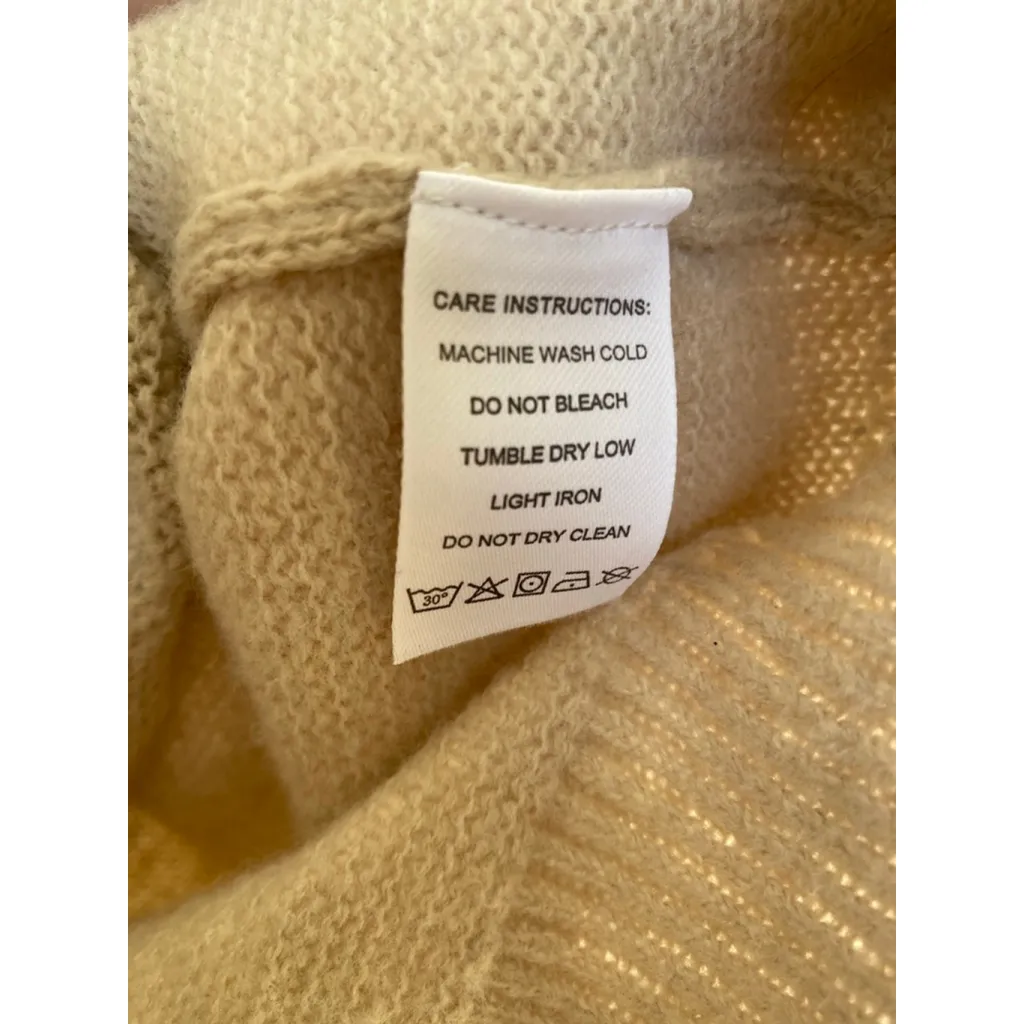 CARE INSTRUCTIONS:
MACHINE WASH COLD
DO NOT BLEACH
TUMBLE DRY LOW
LIGHT IRON
DO NOT DRY CLEAN
30°